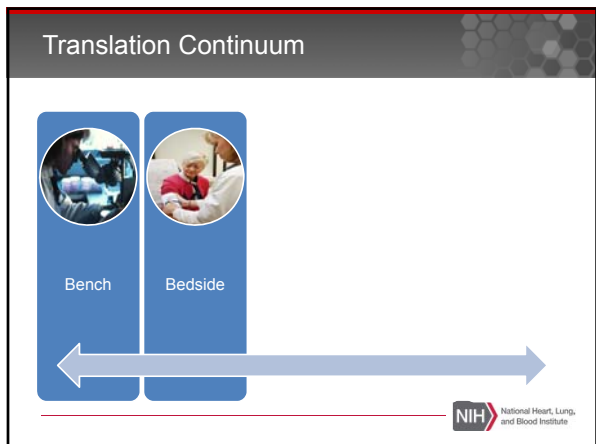 Translation Continuum
Bench
Bedside
NIH
National Heart, Lung,
and Blood Institute